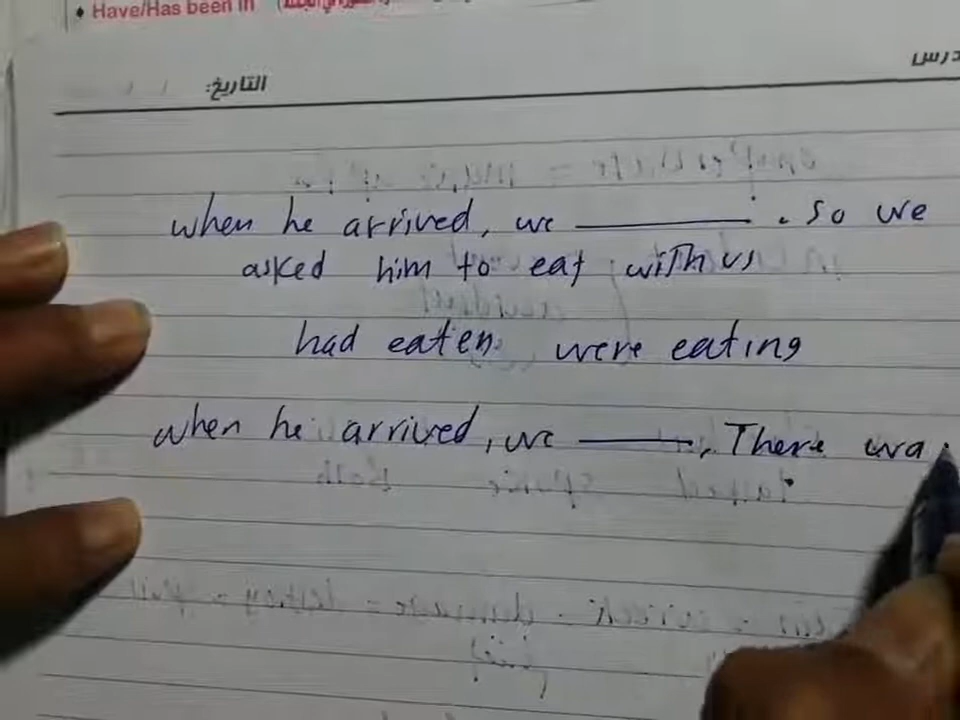 • Have/Has been in
درس
التاريخ: / /
when he arrived, we ________ . so we
asked him to eat with us
had eaten were eating
when he arrived, we ______ . There wa